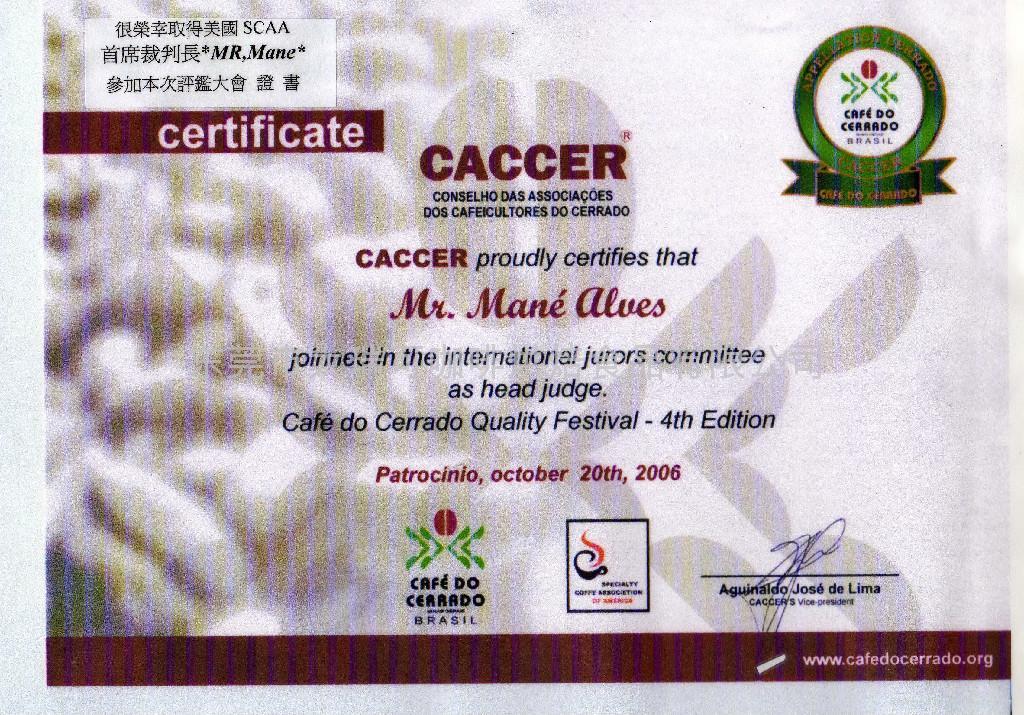 很榮幸取得美國 SCAA
首席裁判長*MR,Mane*
參加本次評鑑大會 證 書
certificate
CACCER®
CONSELHO DAS ASSOCIAÇÕES
DOS CAFEICULTORES DO CERRADO
CAFÉ DO
CERRADO
BRASIL
CAFÉ DO CERRADO
CACCER proudly certifies that
Mr. Mané Alves
joinned in the international jurors committee
as head judge.
Café do Cerrado Quality Festival - 4th Edition
Patrocínio, october 20th, 2006
CAFÉ DO
CERRADO
BRASIL
SPECIALTY
COFFE ASSOCIATION
OF AMERICA
Aguinaldo José de Lima
CACCER'S Vice-president
www.cafedocerrado.org